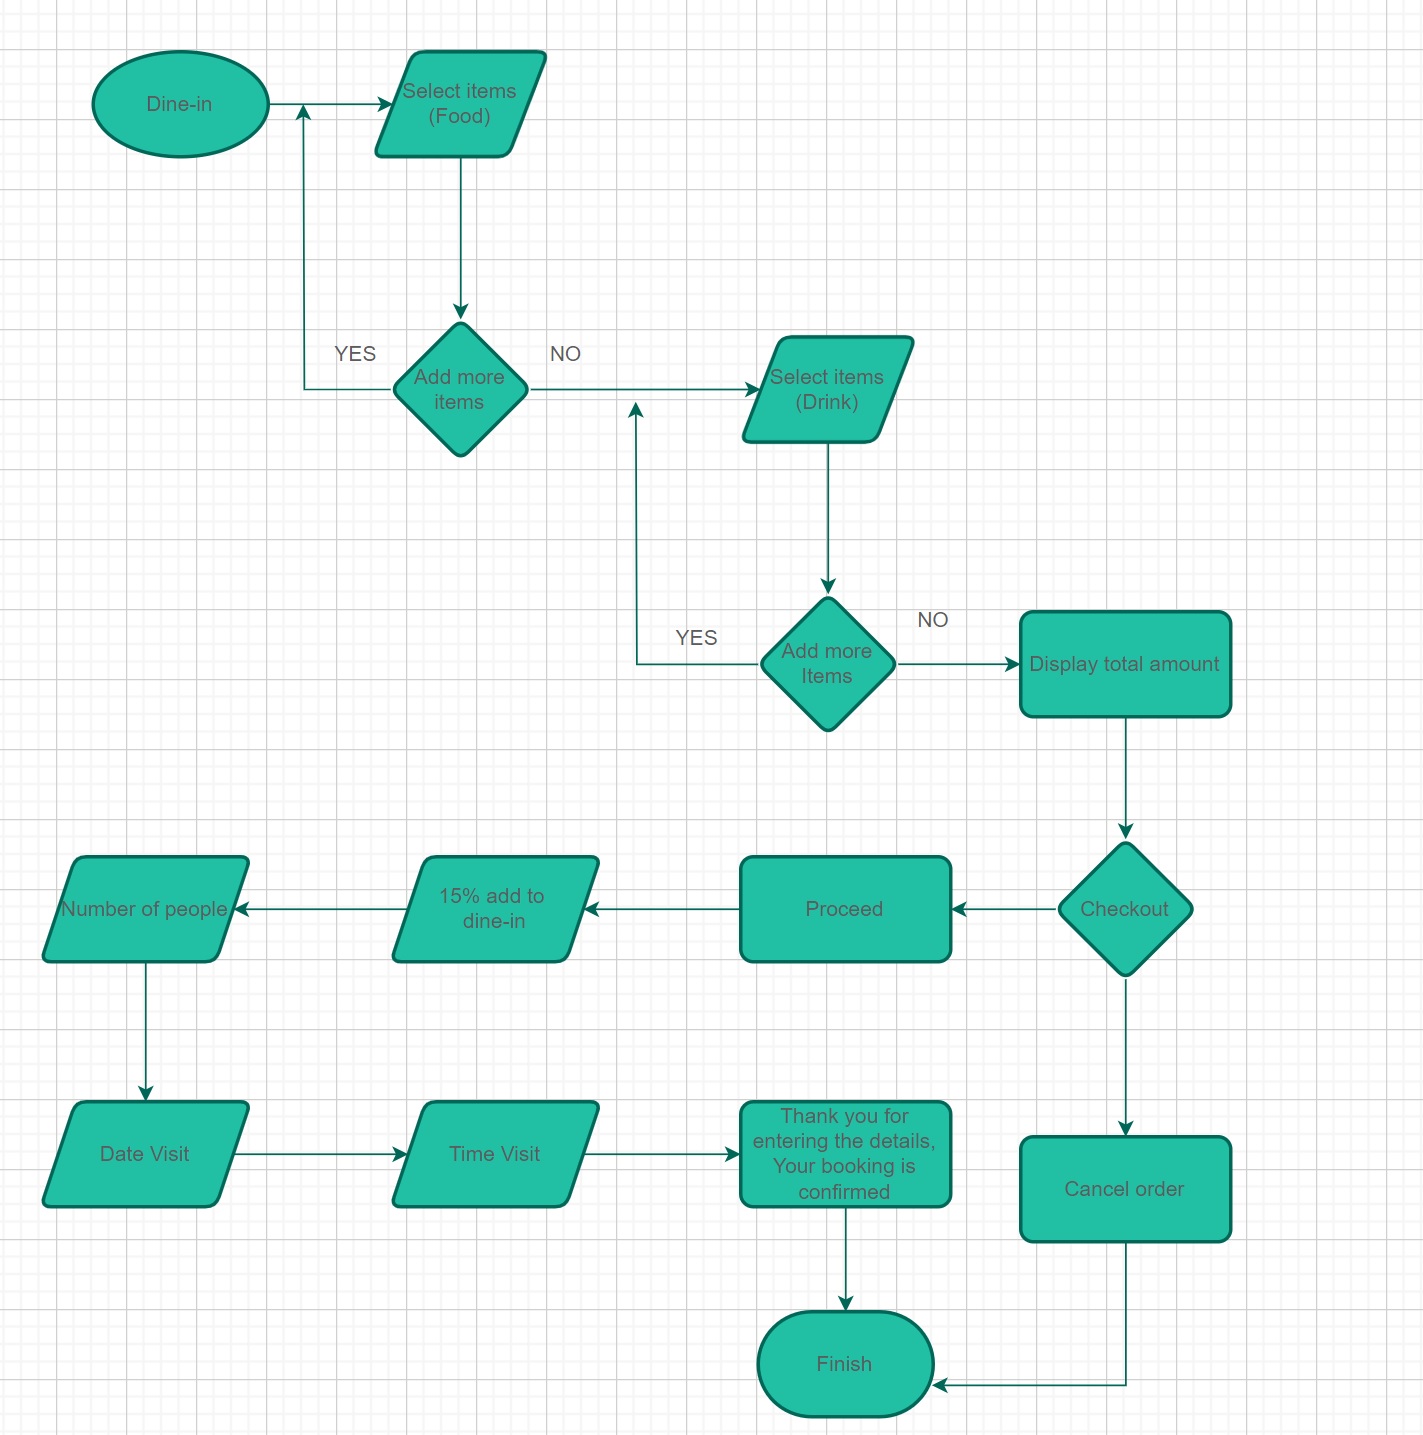 Dine-in
Select items
(Food)
YES
NO
Add more
items
Select items
(Drink)
YES
NO
Add more
Items
Display total amount
Number of people
15% add to
dine-in
Proceed
Checkout
Date Visit
Time Visit
Thank you for
entering the details,
Your booking is
confirmed
Cancel order
Finish